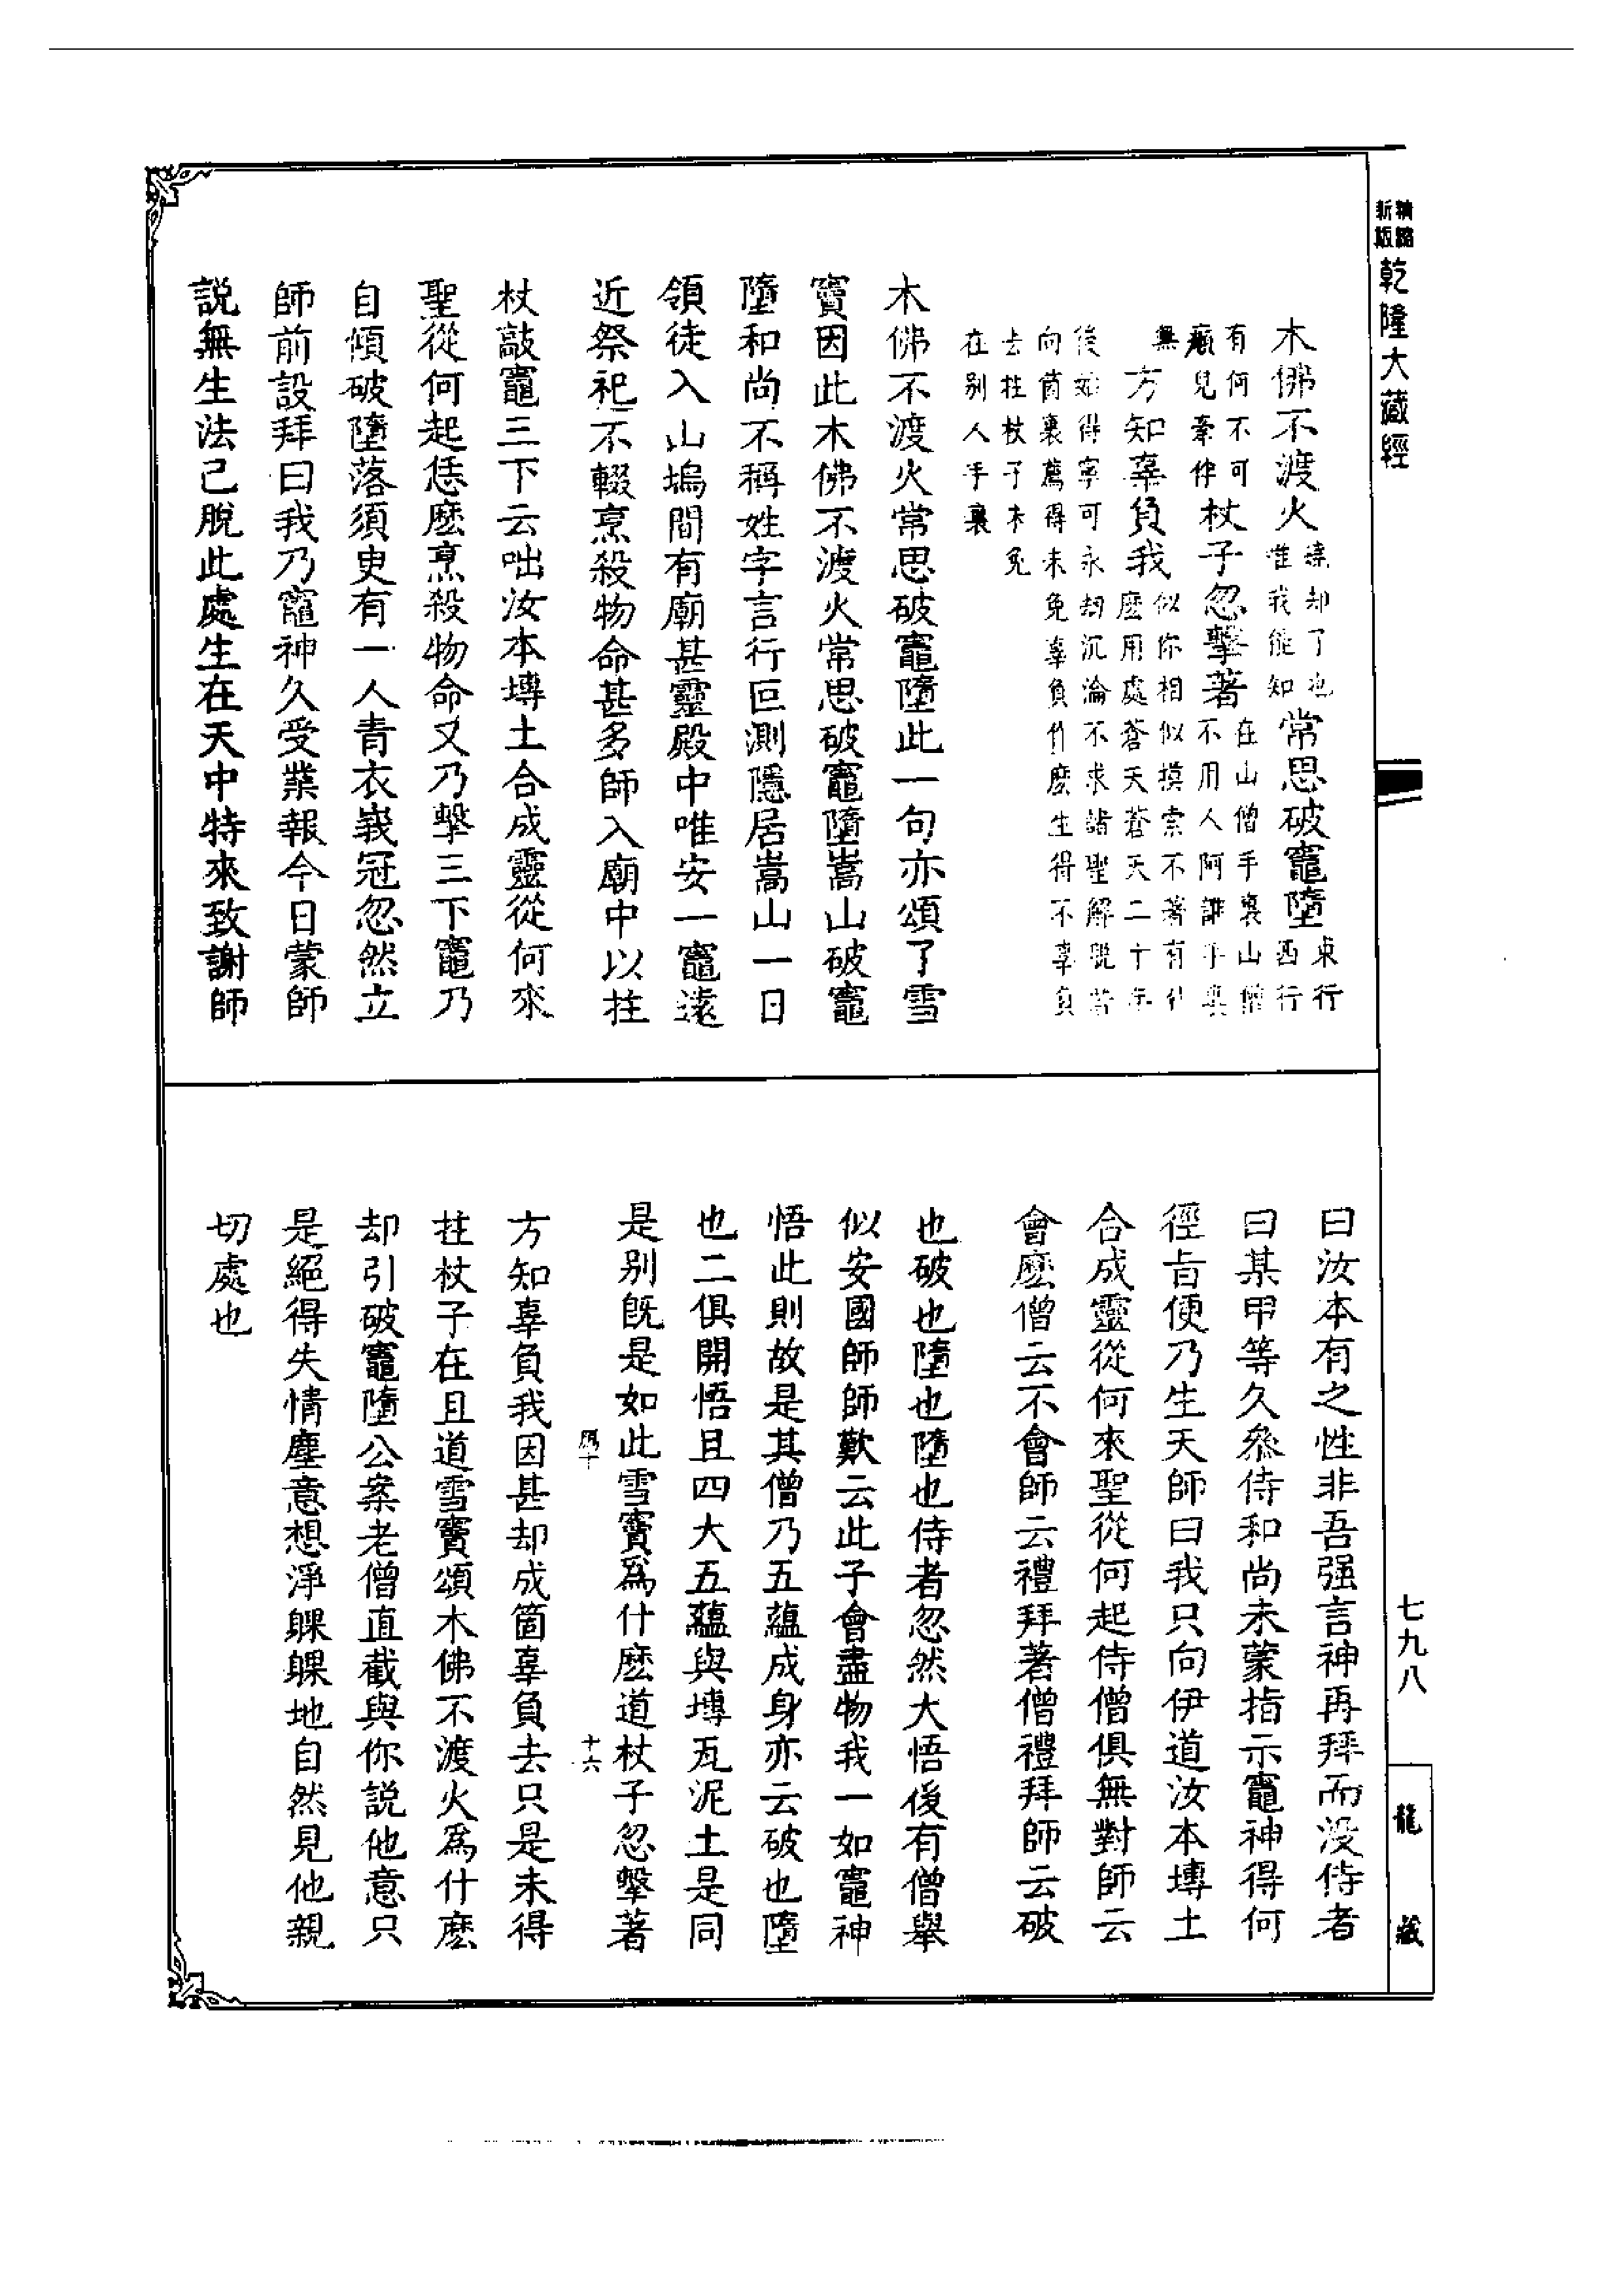 精縮新版乾隆大藏經
木佛不渡火燒却了也唯我能知常思破竈墮東行西行
有何不可癩兒牽伴杖子忽擊著在山僧手裏山僧不用人阿誰手裏
無方知辜負我似你相似摸索不著有什麽用處蒼天蒼天二十年
後始得寧可永劫沉淪不求諸聖解脫若
向箇裏薦得未免辜負作麽生得不辜負
去拄杖子未免
在别人手裏
木佛不渡火常思破竈墮此一句亦頌了雪
竇因此木佛不渡火常思破竈墮嵩山破竈
墮和尚不稱姓字言行叵測隱居嵩山一日
領徒入山塢間有廟甚靈殿中唯安一竈遠
近祭祀不輟烹殺物命甚多師入廟中以拄
杖敲竈三下云咄汝本塼土合成靈從何來
聖從何起恁麽烹殺物命又乃擊三下竈乃
自傾破墮落須臾有一人青衣峩冠忽然立
師前設拜曰我乃竈神久受業報今日蒙師
説無生法已脫此處生在天中特來致謝師
曰汝本有之性非吾强言神再拜而没侍者
曰某甲等久叅侍和尚未蒙指示竈神得何
徑旨便乃生天師曰我只向伊道汝本塼土
合成靈從何來聖從何起侍僧俱無對師云
會麽僧云不會師云禮拜著僧禮拜師云破
也破也墮也墮也侍者忽然大悟後有僧舉
似安國師師歎云此子會盡物我一如竈神
悟此則故是其僧乃五蘊成身亦云破也墮
也二俱開悟且四大五蘊與塼瓦泥土是同
是别既是如此雪竇爲什麽道杖子忽擊著
十六
方知辜負我因甚却成箇辜負去只是未得
拄杖子在且道雪竇頌木佛不渡火爲什麽
却引破竈墮公案老僧直截與你説他意只
是絕得失情塵意想淨躶躶地自然見他親
切處也
七九八
龍藏